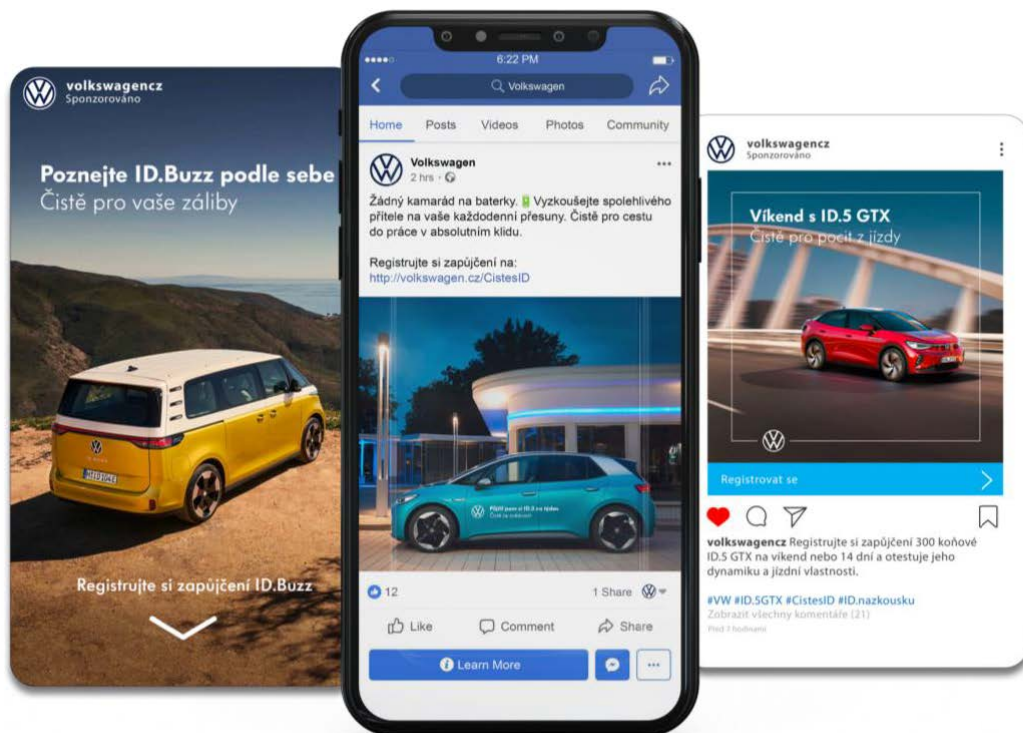 volkswagencz
Sponzorováno
Poznejte ID.Buzz podle sebe
Čistě pro vaše záliby
Registrujte si zapůjčení ID.Buzz
6:22 PM
Volkswagen
Home Posts Videos Photos Community
Volkswagen
2 hrs
Žádný kamarád na baterky. Vyzkoušejte spolehlivého
přítele na vaše každodenní přesuny. Čistě pro cestu
do práce v absolutním klidu.
Registrujte si zapůjčení na:
http://volkswagen.cz/CistesID
12
1 Share
Like Comment Share
Learn More
volkswagencz
Sponzorováno
Víkend s ID.5 GTX
Čistě pro pocit z jízdy
Registrovat se
volkswagencz Registrujte si zapůjčení 300 koňové
ID.5 GTX na víkend nebo 14 dní a otestuje jeho
dynamiku a jízdní vlastnosti.
#VW #ID.5GTX #CistesID #ID.nazkousku
Zobrazit všechny komentáře (21)
Před 7 hodinami